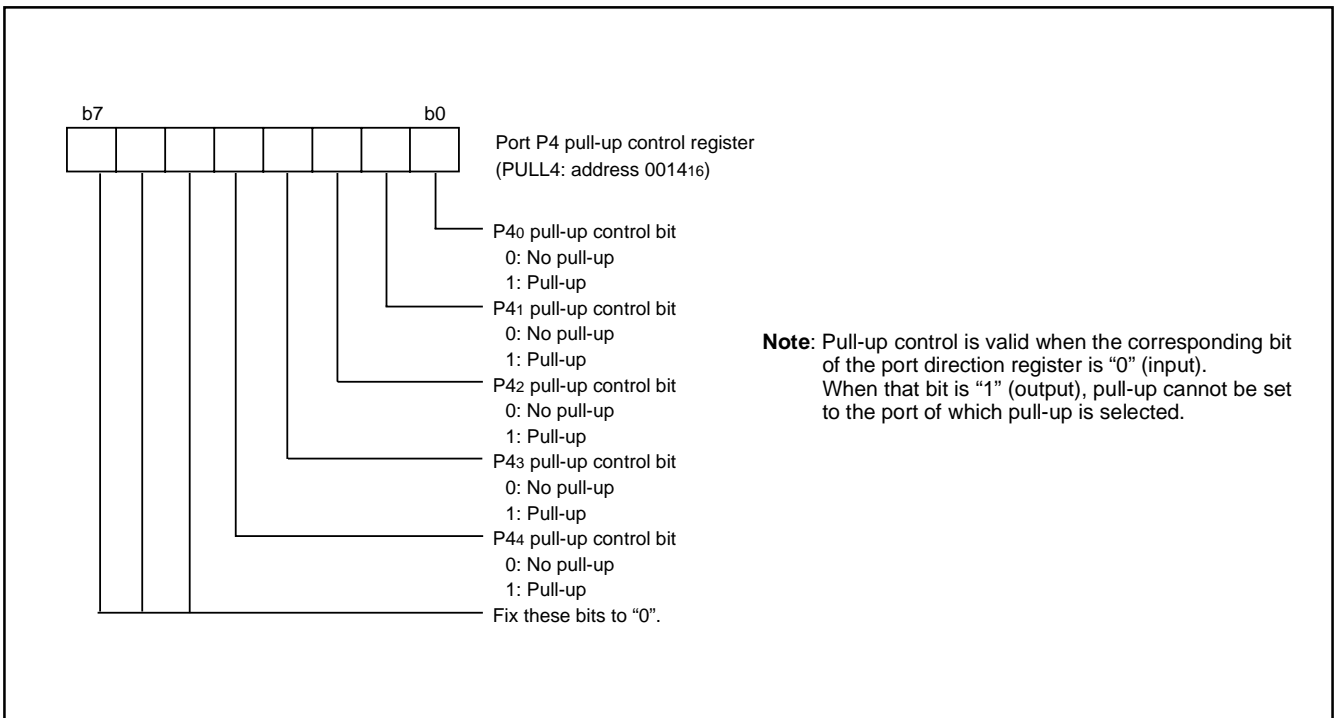 b7 b0
Port P4 pull-up control register
(PULL4: address 001416)
P40 pull-up control bit
0: No pull-up
1: Pull-up
P41 pull-up control bit
0: No pull-up
1: Pull-up
P42 pull-up control bit
0: No pull-up
1: Pull-up
P43 pull-up control bit
0: No pull-up
1: Pull-up
P44 pull-up control bit
0: No pull-up
1: Pull-up
Fix these bits to “0”.
Note: Pull-up control is valid when the corresponding bit
of the port direction register is “0” (input).
When that bit is “1” (output), pull-up cannot be set
to the port of which pull-up is selected.